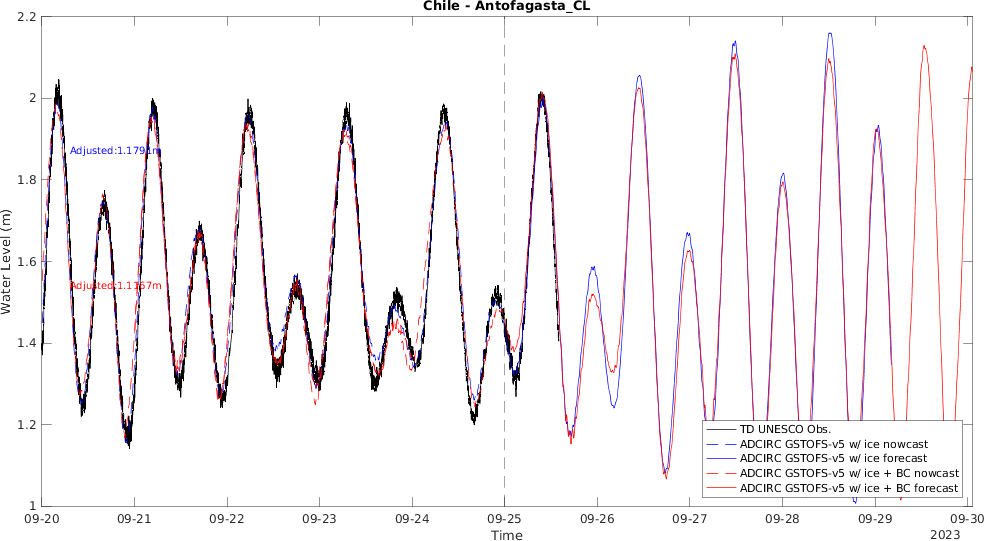 Chile - Antofagasta_CL
2.2
2
1.8
1.6
1.4
1.2
1
Water Level (m)
Adjusted:1.1791m
Adjusted:1.1167m
TD UNESCO Obs.
ADCIRC GSTOFS-v5 w/ ice nowcast
ADCIRC GSTOFS-v5 w/ ice forecast
ADCIRC GSTOFS-v5 w/ ice + BC nowcast
ADCIRC GSTOFS-v5 w/ ice + BC forecast
09-20 09-21 09-22 09-23 09-24 09-25 09-26 09-27 09-28 09-29 09-30
Time
2023